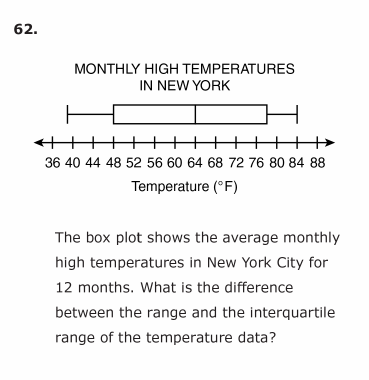 62.
MONTHLY HIGH TEMPERATURES
IN NEW YORK
36 40 44 48 52 56 60 64 68 72 76 80 84 88
Temperature (°F)
The box plot shows the average monthly
high temperatures in New York City for
12 months. What is the difference
between the range and the interquartile
range of the temperature data?